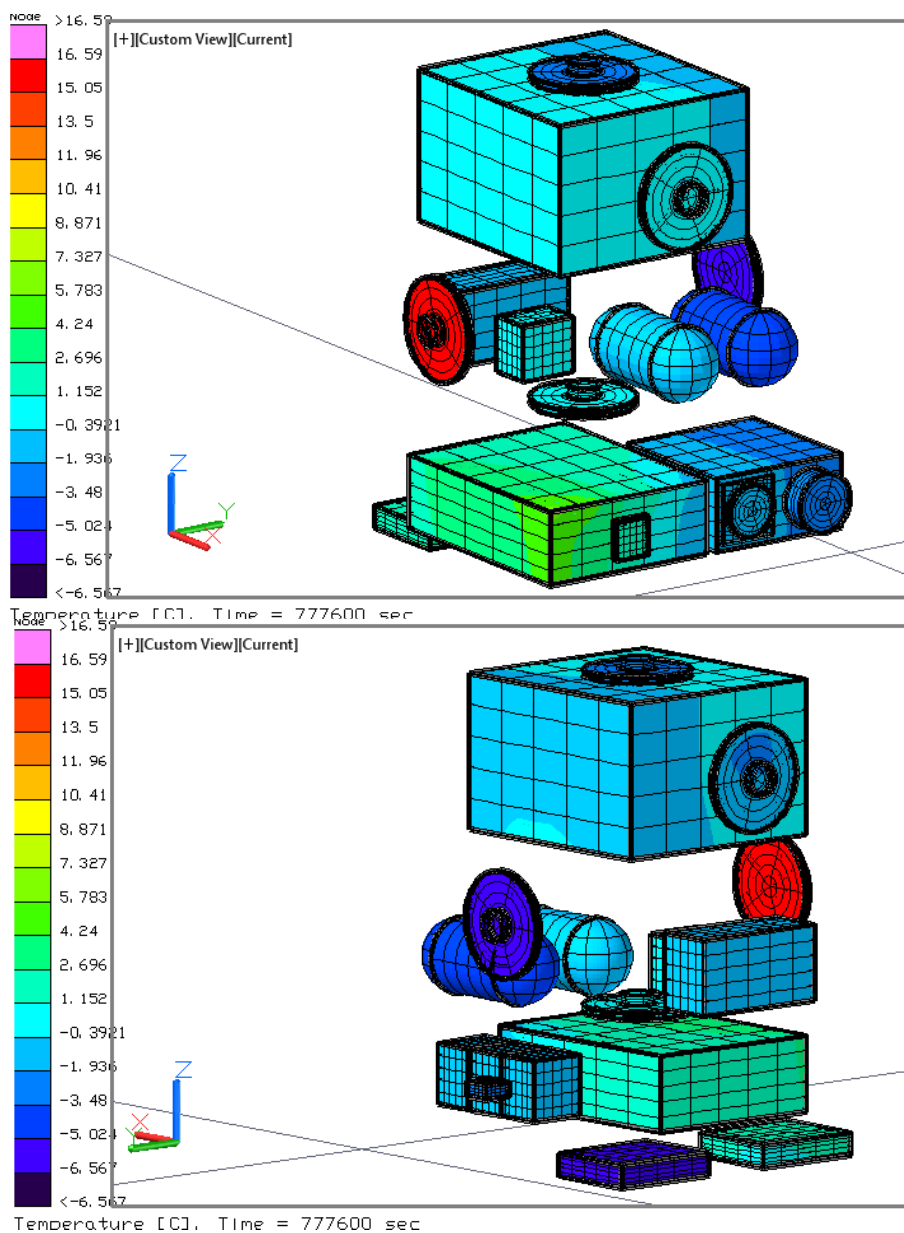 Node >16.59
[+][Custom View][Current]
16.59
15.05
13.5
11.96
10.41
8.871
7.327
5.783
4.24
2.696
1.152
-0.3921
-1.936
-3.48
-5.024
-6.567
<-6.567
Z
Y
X
Temperature [C], Time = 777600 sec
Node >16.59
[+][Custom View][Current]
16.59
15.05
13.5
11.96
10.41
8.871
7.327
5.783
4.24
2.696
1.152
-0.3921
-1.936
-3.48
-5.024
-6.567
<-6.567
Z
X
Y
Temperature [C], Time = 777600 sec